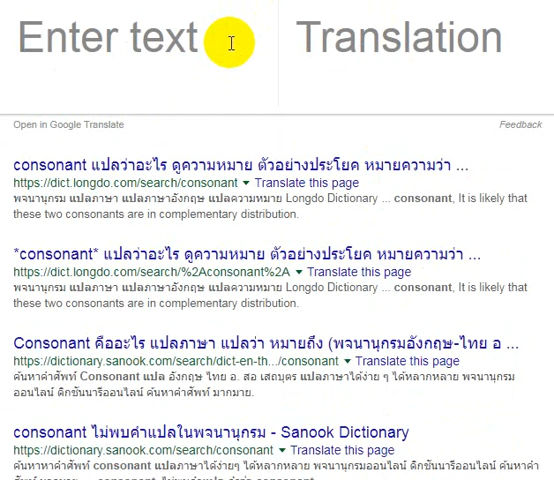 Enter text Translation
Open in Google Translate Feedback
consonant แปลว่าอะไร ดูความหมาย ตัวอย่างประโยค หมายความว่า ...
https://dict.longdo.com/search/consonant Translate this page
พจนานุกรม แปลภาษา แปลภาษาอังกฤษ แปลความหมาย Longdo Dictionary ... consonant, It is likely that
these two consonants are in complementary distribution.
*consonant* แปลว่าอะไร ดูความหมาย ตัวอย่างประโยค หมายความว่า ...
https://dict.longdo.com/search/%2Aconsonant%2A Translate this page
พจนานุกรม แปลภาษา แปลภาษาอังกฤษ แปลความหมาย Longdo Dictionary ... consonant, It is likely that
these two consonants are in complementary distribution.
Consonant คืออะไร แปลภาษา แปลว่า หมายถึง (พจนานุกรมอังกฤษ-ไทย อ ...
https://dictionary.sanook.com/search/dict-en-th.../consonant Translate this page
ค้นหาคำศัพท์ Consonant แปล อังกฤษ ไทย อ. สอ เสถบุตร แปลภาษาได้ง่าย ๆ ได้หลากหลาย พจนานุกรม
ออนไลน์ ดิกชันนารีออนไลน์ ค้นหาคำศัพท์ มากมาย.
consonant ไม่พบคำแปลในพจนานุกรม - Sanook Dictionary
https://dictionary.sanook.com/search/consonant Translate this page
ค้นหาหาคำศัพท์ consonant แปลภาษาได้ง่ายๆ ได้หลากหลาย พจนานุกรมออนไลน์ ดิกชันนารีออนไลน์ ค้นหา